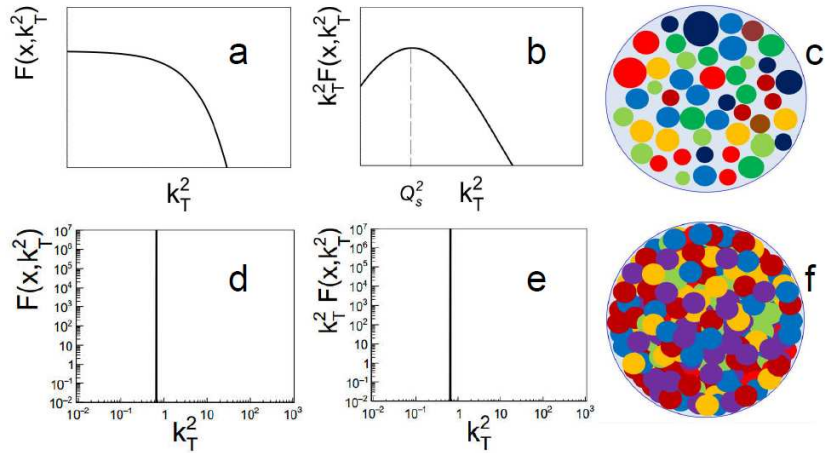 F(x,k_T^2)
a
k_T^2
k_T^2F(x,k_T^2)
b
Q_s^2
k_T^2
c
F(x,k_T^2)
10^7
10^6
10^5
10^4
10^3
10^2
10
1
10^-1
10^-2
d
10^-2 10^-1 1 10 10^2 10^3
k_T^2
k_T^2 F(x,k_T^2)
10^7
10^6
10^5
10^4
10^3
10^2
10
1
10^-1
10^-2
e
10^-2 10^-1 1 10 10^2 10^3
k_T^2
f